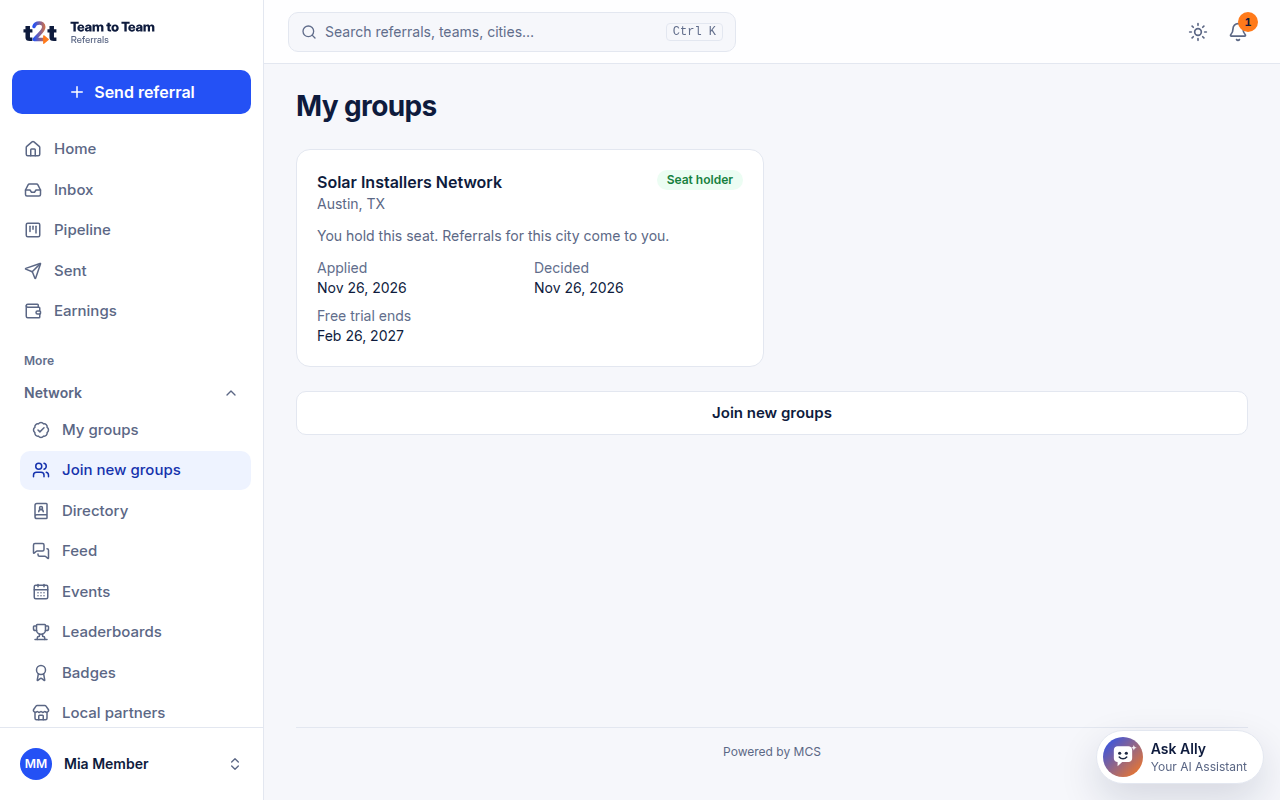 t2t Team to Team
Referrals
Send referral
Home
Inbox
Pipeline
Sent
Earnings
More
Network
My groups
Join new groups
Directory
Feed
Events
Leaderboards
Badges
Local partners
MM Mia Member
Search referrals, teams, cities...
Ctrl K
1
My groups
Solar Installers Network
Seat holder
Austin, TX
You hold this seat. Referrals for this city come to you.
Applied
Nov 26, 2026
Decided
Nov 26, 2026
Free trial ends
Feb 26, 2027
Join new groups
Powered by MCS
Ask Ally
Your AI Assistant